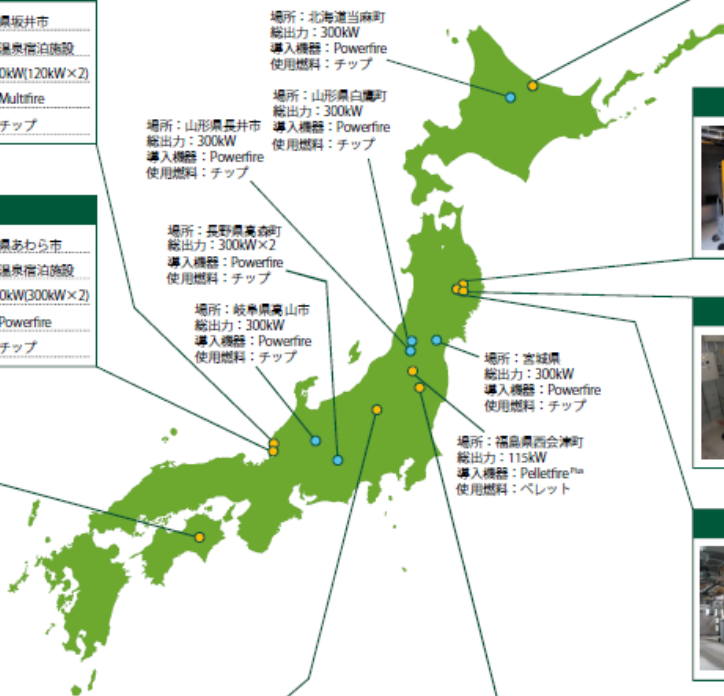 県坂井市
温泉宿泊施設
0kW(120kW×2)
Multifire
チップ
県あわら市
温泉宿泊施設
0kW(300kW×2)
Powerfire
チップ
場所：北海道当麻町
総出力：300kW
導入機器：Powerfire
使用燃料：チップ
場所：山形県白鷹町
総出力：300kW
導入機器：Powerfire
使用燃料：チップ
場所：山形県長井市
総出力：300kW
導入機器：Powerfire
使用燃料：チップ
場所：長野県高森町
総出力：300kW×2
導入機器：Powerfire
使用燃料：チップ
場所：岐阜県高山市
総出力：300kW
導入機器：Powerfire
使用燃料：チップ
場所：宮城県
総出力：300kW
導入機器：Powerfire
使用燃料：チップ
場所：福島県西会津町
総出力：115kW
導入機器：Pelletfire Plus
使用燃料：ペレット